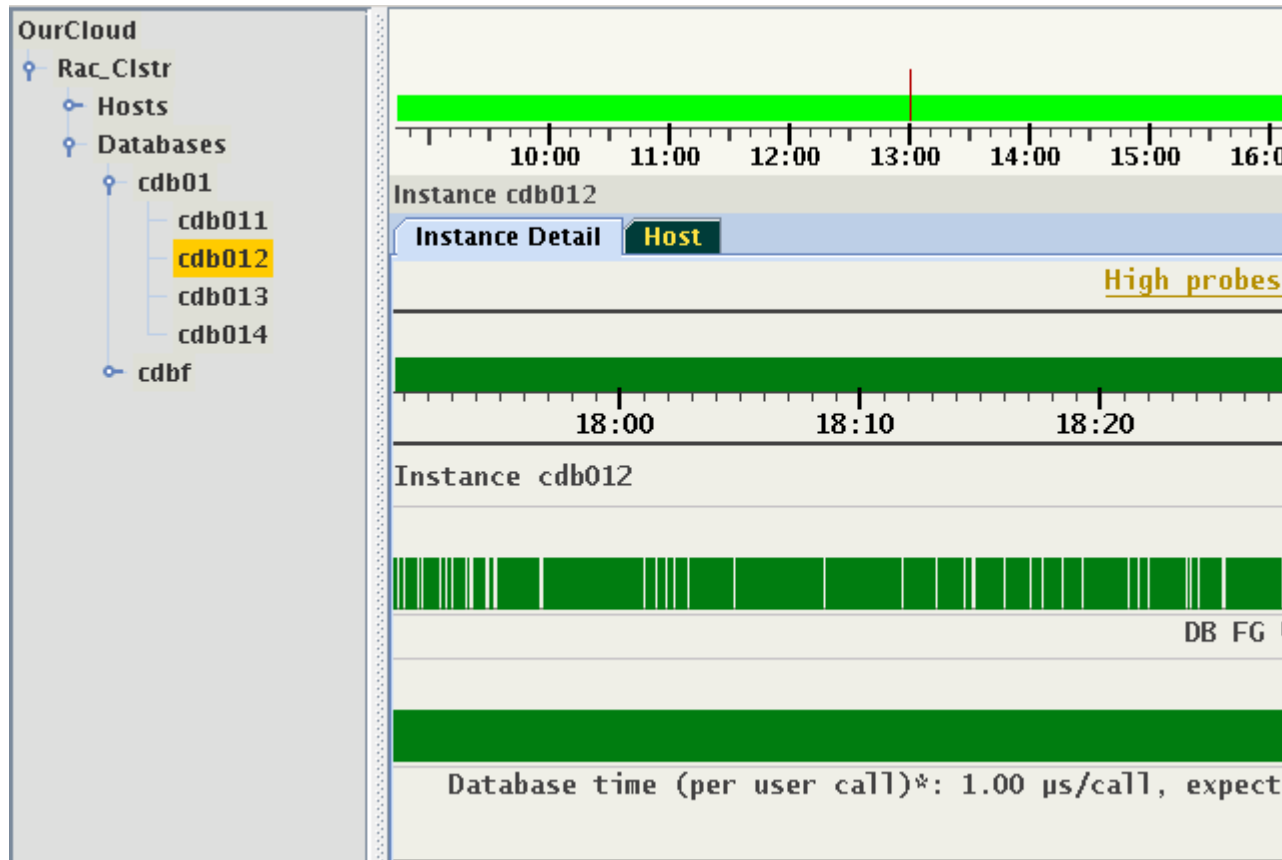 OurCloud
Rac_Clstr
Hosts
Databases
cdb01
cdb011
cdb012
cdb013
cdb014
cdbf
10:00 11:00 12:00 13:00 14:00 15:00 16:0
Instance cdb012
Instance Detail Host
High probes
18:00 18:10 18:20
Instance cdb012
DB FG
Database time (per user call)*: 1.00 µs/call, expect